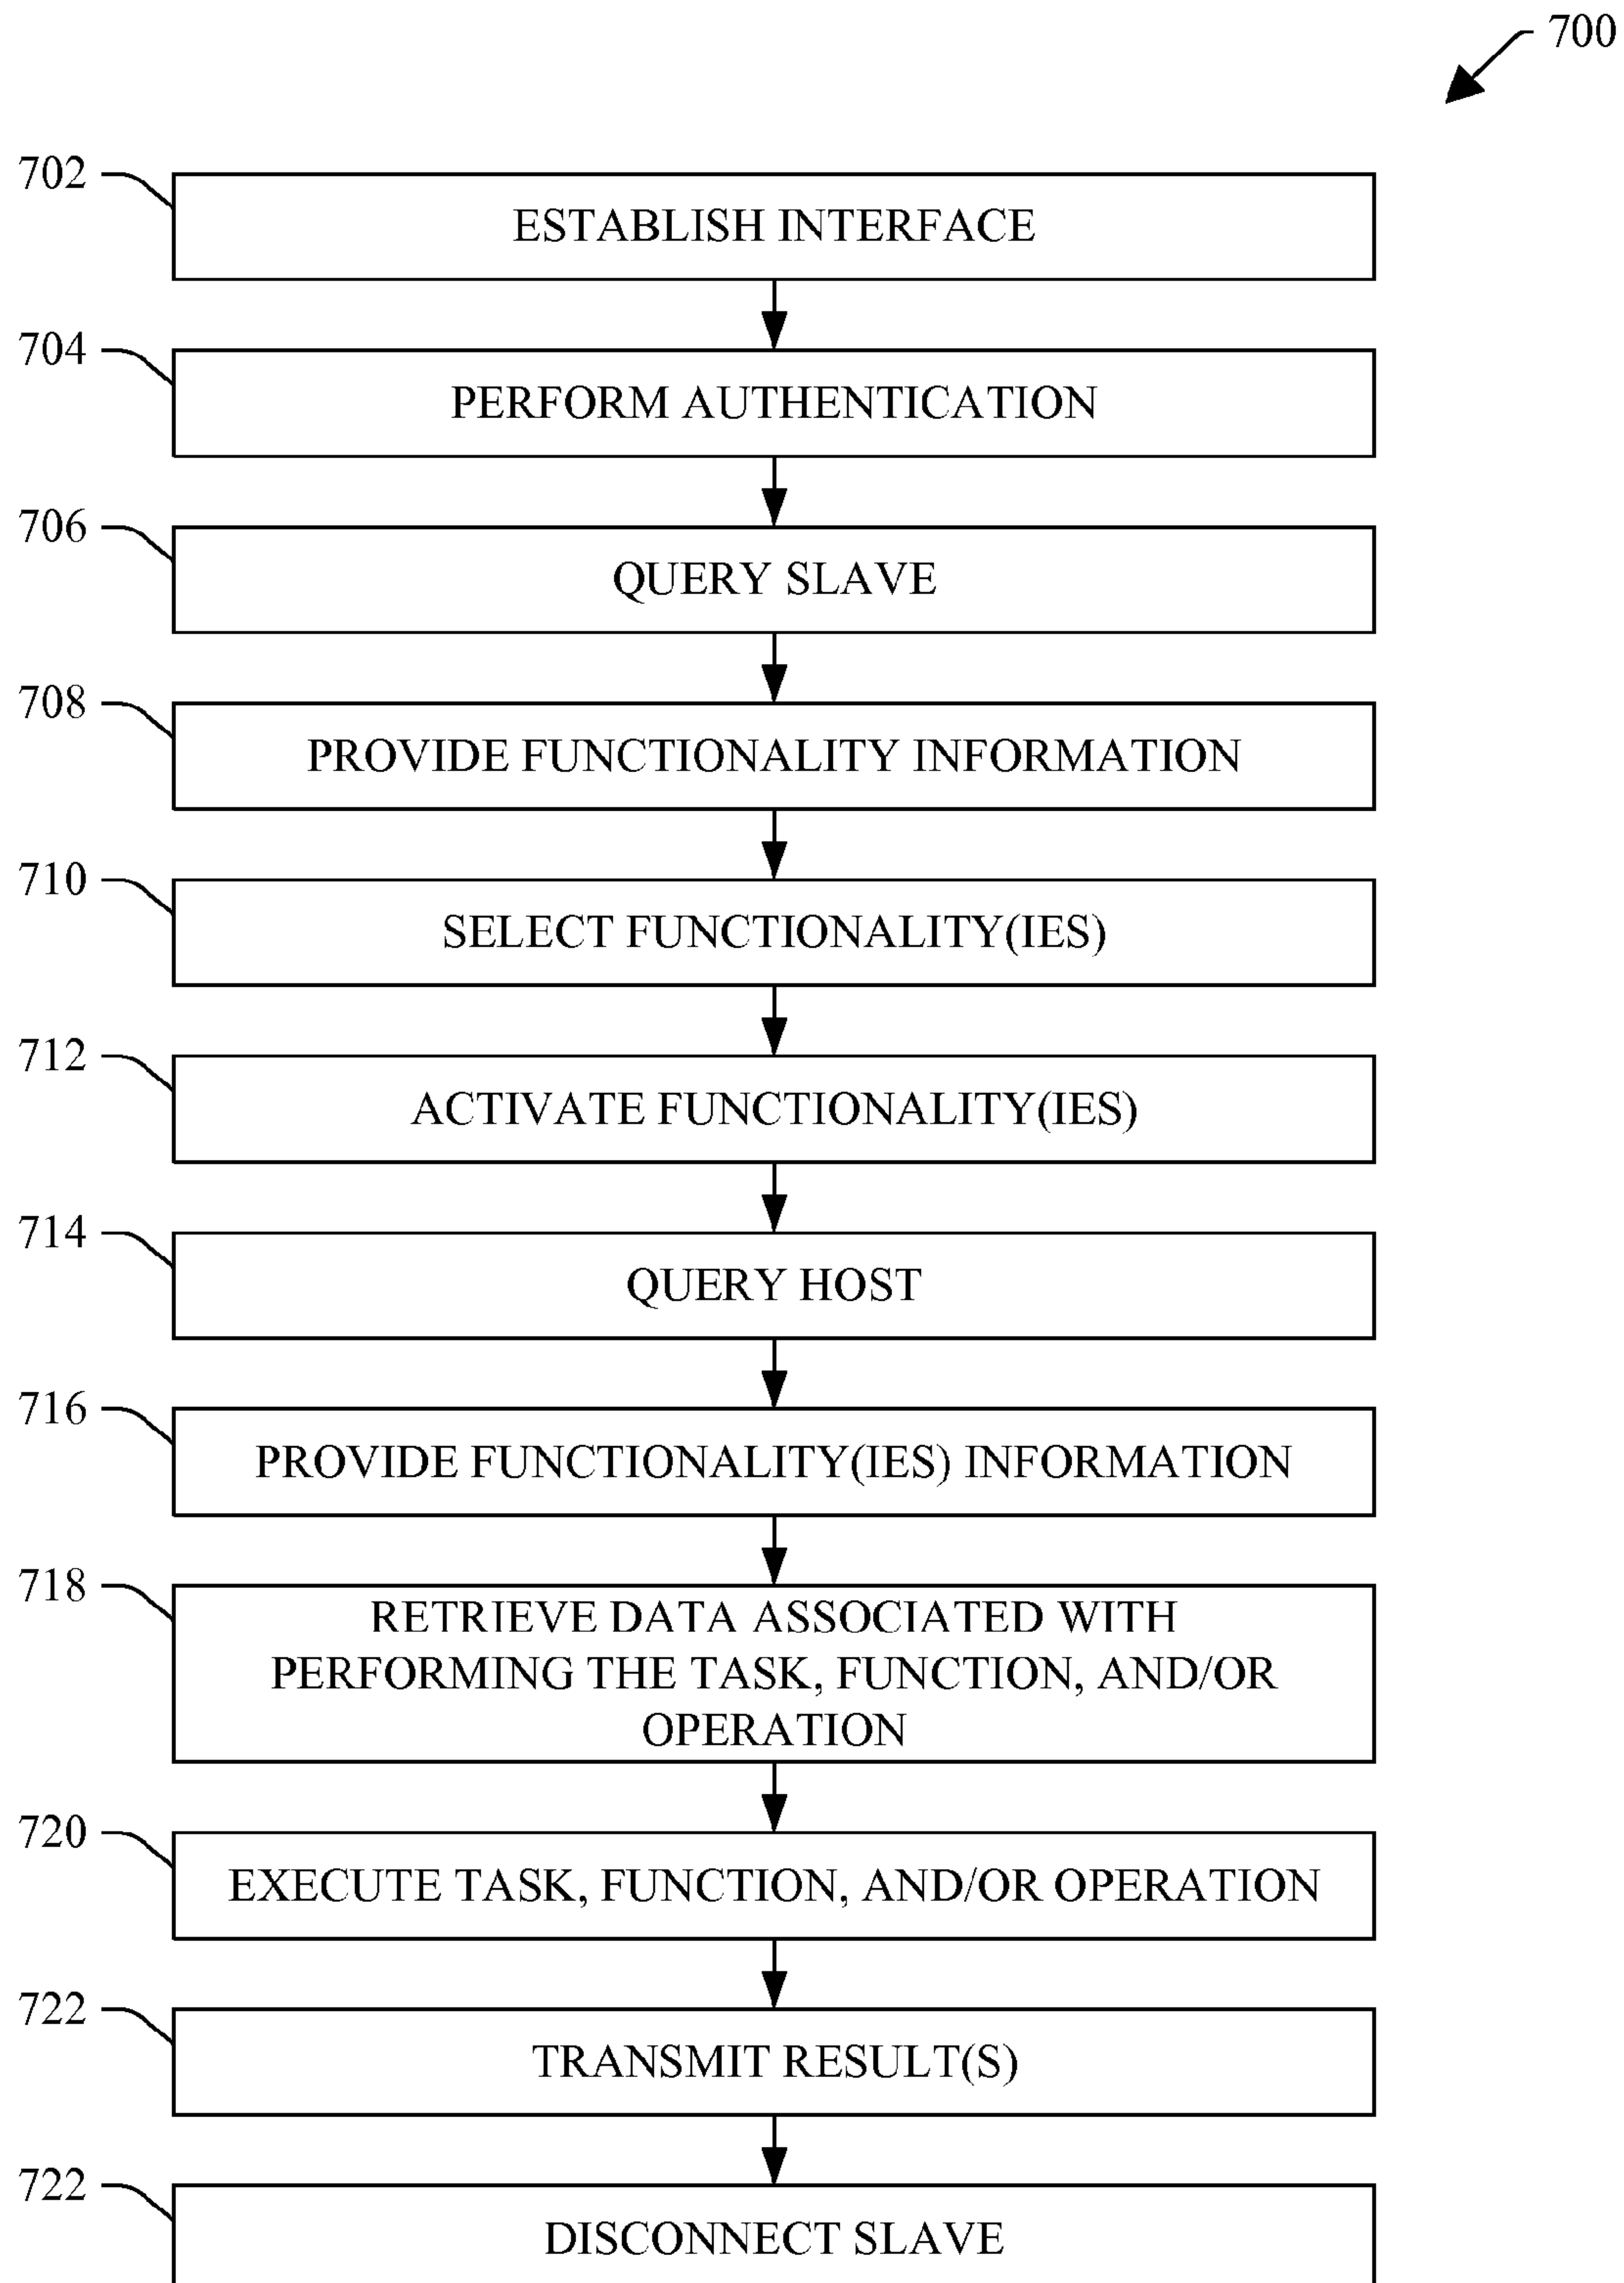 700
702
ESTABLISH INTERFACE
704
PERFORM AUTHENTICATION
706
QUERY SLAVE
708
PROVIDE FUNCTIONALITY INFORMATION
710
SELECT FUNCTIONALITY(IES)
712
ACTIVATE FUNCTIONALITY(IES)
714
QUERY HOST
716
PROVIDE FUNCTIONALITY(IES) INFORMATION
718
RETRIEVE DATA ASSOCIATED WITH
PERFORMING THE TASK, FUNCTION, AND/OR
OPERATION
720
EXECUTE TASK, FUNCTION, AND/OR OPERATION
722
TRANSMIT RESULT(S)
722
DISCONNECT SLAVE